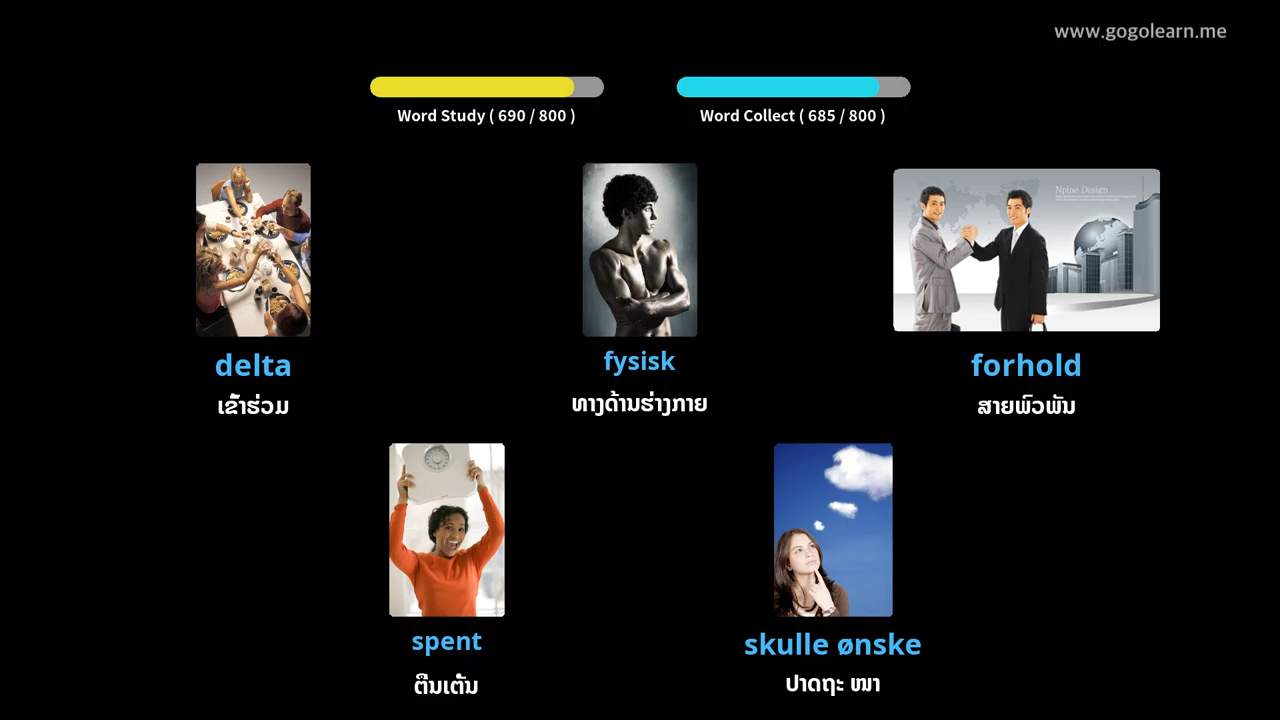 www.gogolearn.me
Word Study ( 690 / 800 )
Word Collect ( 685 / 800 )
Npine Design
delta
ເຂົ້າຮ່ວມ
fysisk
ທາງດ້ານຮ່າງກາຍ
forhold
ສາຍພົວພັນ
spent
ຕື່ນເຕັ້ນ
skulle ønske
ປາດຖະ ໜາ